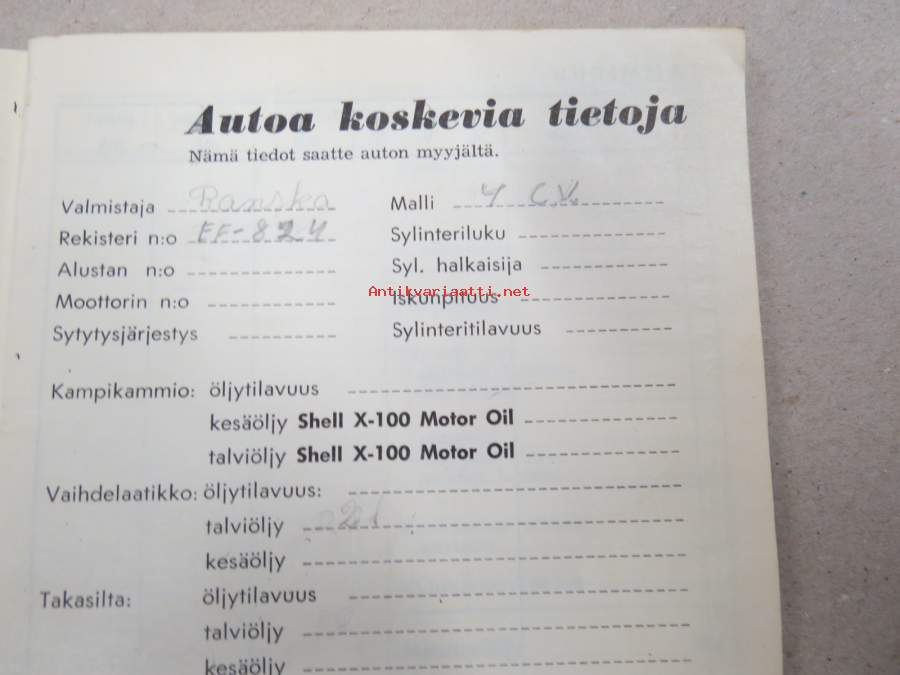 Autoa koskevia tietoja
Nämä tiedot saatte auton myyjältä.
Valmistaja Ranska
Rekisteri n:o EF-824
Alustan n:o
Moottorin n:o
Sytytysjärjestys
Malli 4 CV.
Sylinteriluku
Syl. halkaisija
Antikvariaatti.net
Iskunpituus
Sylinteritilavuus
Kampikammio: öljytilavuus
kesäöljy Shell X-100 Motor Oil
talviöljy Shell X-100 Motor Oil
Vaihdelaatikko: öljytilavuus:
talviöljy
kesäöljy
Takasilta: öljytilavuus
talviöljy
kesäöljy